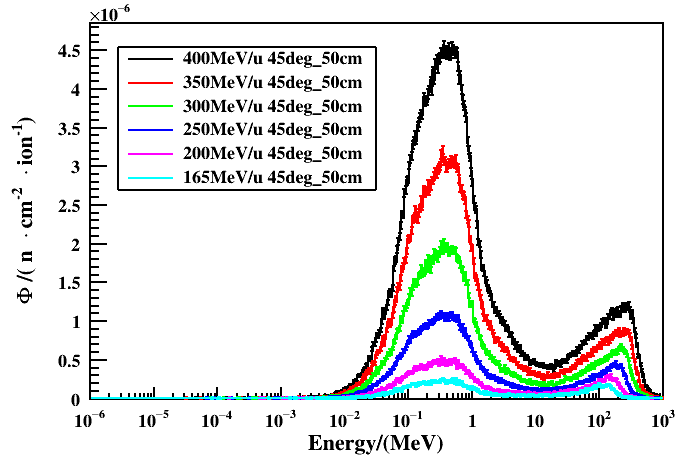 ×10⁻⁶
4.5
4
3.5
3
2.5
2
1.5
1
0.5
0
Φ /( n · cm⁻² · ion⁻¹)
400MeV/u 45deg_50cm
350MeV/u 45deg_50cm
300MeV/u 45deg_50cm
250MeV/u 45deg_50cm
200MeV/u 45deg_50cm
165MeV/u 45deg_50cm
10⁻⁶ 10⁻⁵ 10⁻⁴ 10⁻³ 10⁻² 10⁻¹ 1 10 10² 10³
Energy/(MeV)